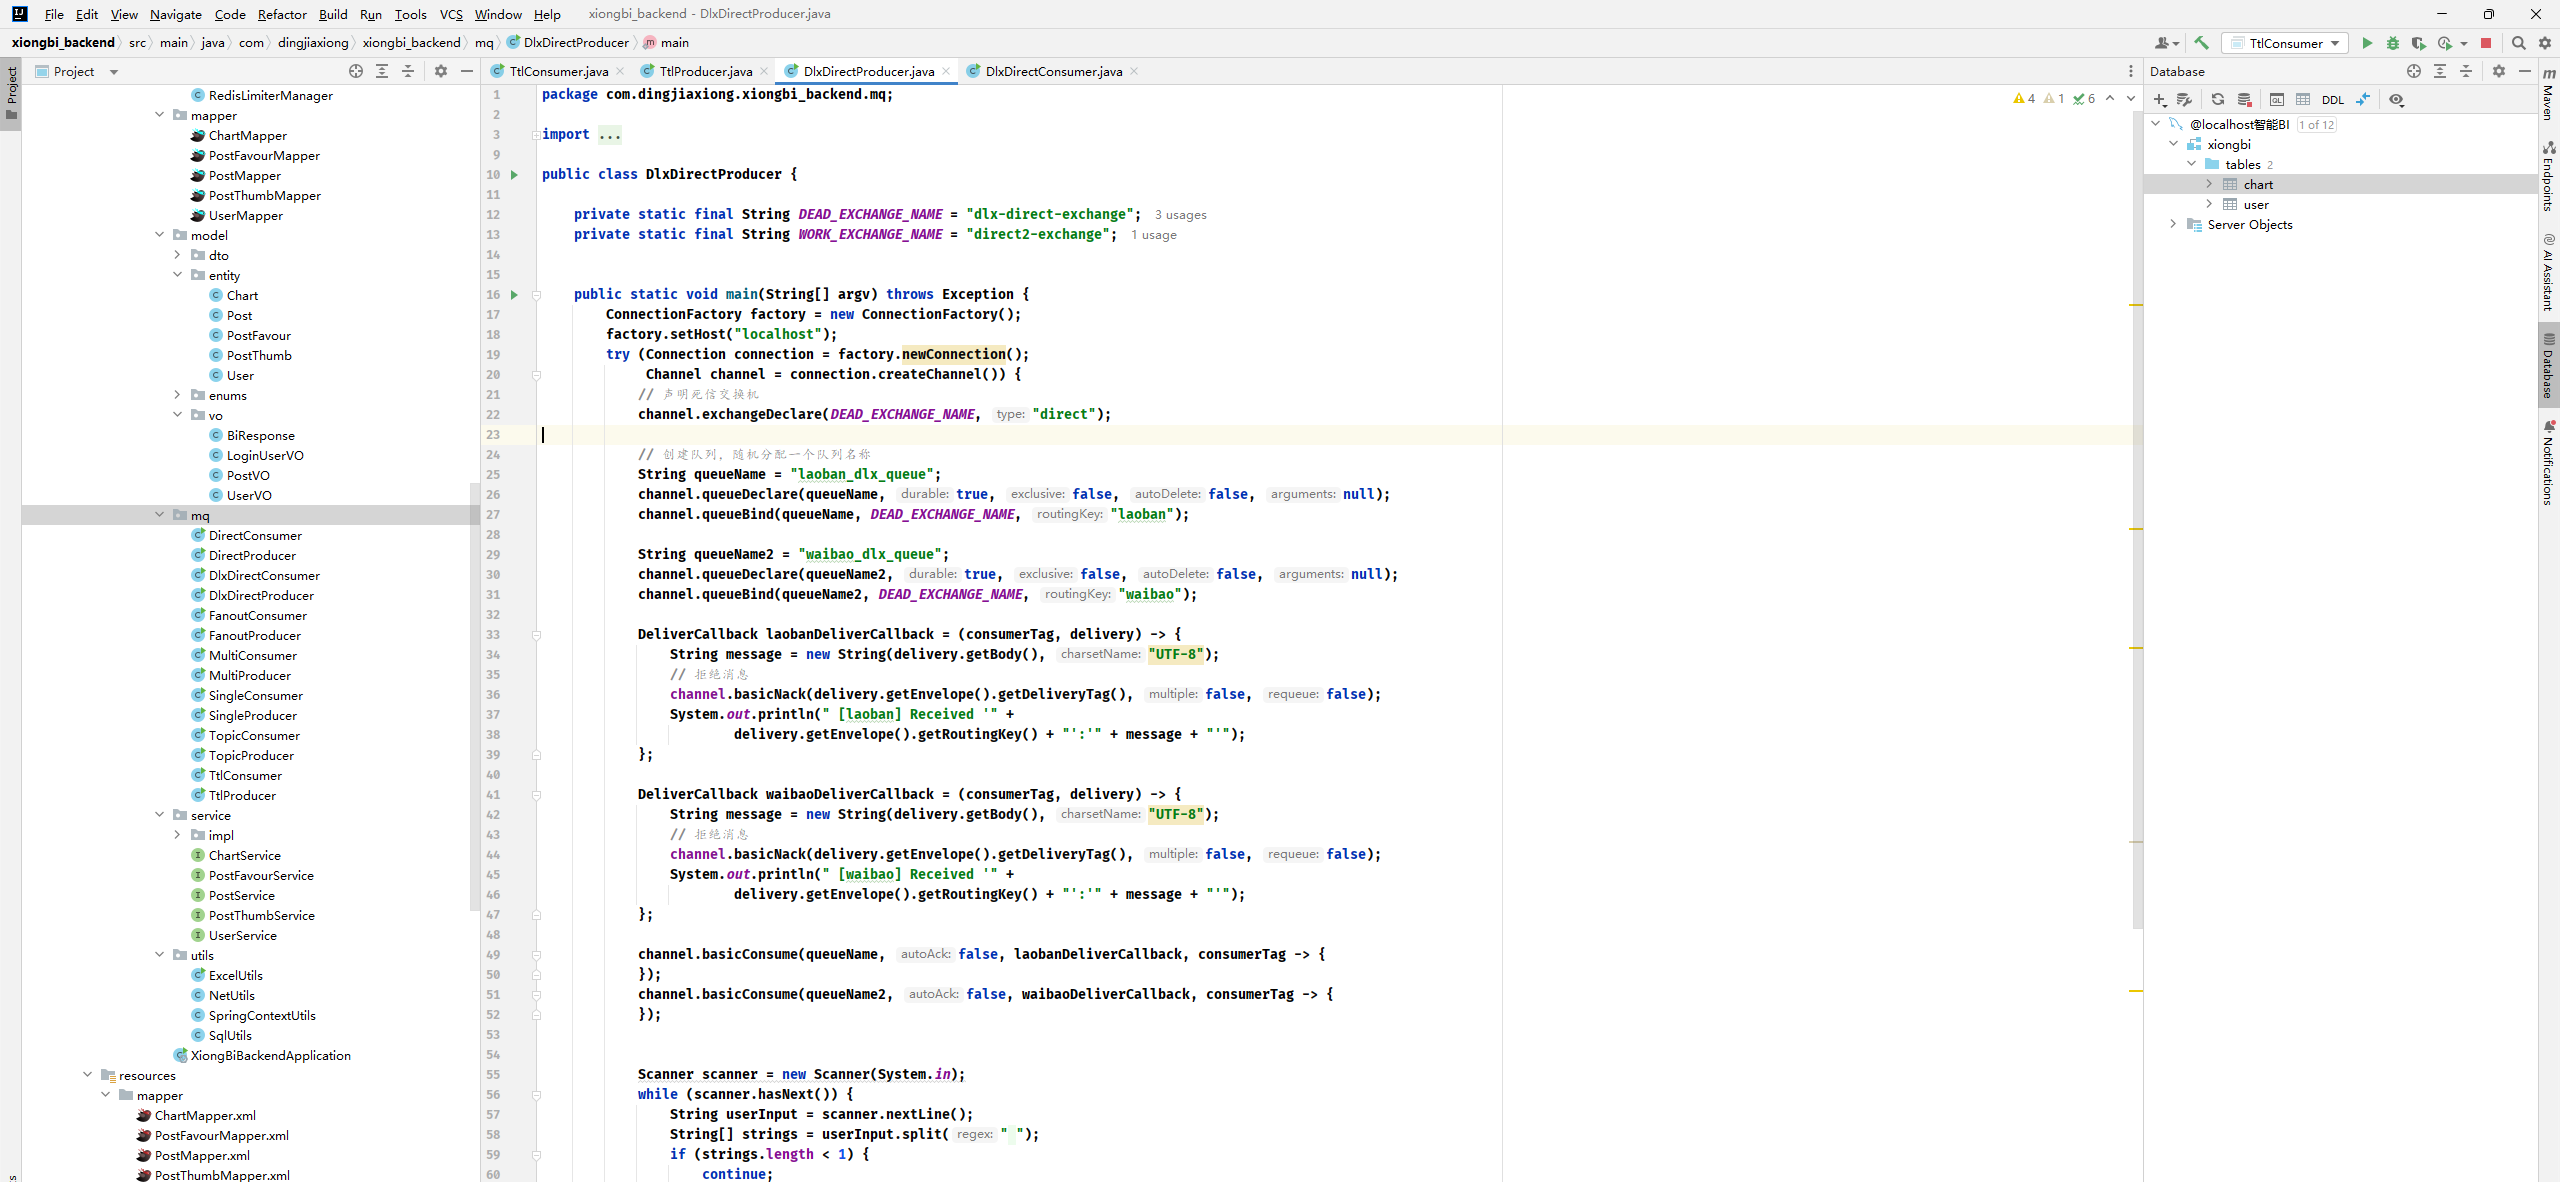 File Edit View Navigate Code Refactor Build Run Tools VCS Window Help xiongbi_backend - DlxDirectProducer.java
xiongbi_backend src main java com dingjiaxiong xiongbi_backend mq DlxDirectProducer main TtlConsumer
Project
Project
RedisLimiterManager
mapper
ChartMapper
PostFavourMapper
PostMapper
PostThumbMapper
UserMapper
model
dto
entity
Chart
Post
PostFavour
PostThumb
User
enums
vo
BiResponse
LoginUserVO
PostVO
UserVO
mq
DirectConsumer
DirectProducer
DlxDirectConsumer
DlxDirectProducer
FanoutConsumer
FanoutProducer
MultiConsumer
MultiProducer
SingleConsumer
SingleProducer
TopicConsumer
TopicProducer
TtlConsumer
TtlProducer
service
impl
ChartService
PostFavourService
PostService
PostThumbService
UserService
utils
ExcelUtils
NetUtils
SpringContextUtils
SqlUtils
XiongBiBackendApplication
resources
mapper
ChartMapper.xml
PostFavourMapper.xml
PostMapper.xml
PostThumbMapper.xml
TtlConsumer.java TtlProducer.java DlxDirectProducer.java DlxDirectConsumer.java
4 1 6
1 package com.dingjiaxiong.xiongbi_backend.mq;
2
3 import ...
9
10 public class DlxDirectProducer {
11
12 private static final String DEAD_EXCHANGE_NAME = "dlx-direct-exchange"; 3 usages
13 private static final String WORK_EXCHANGE_NAME = "direct2-exchange"; 1 usage
14
15
16 public static void main(String[] argv) throws Exception {
17 ConnectionFactory factory = new ConnectionFactory();
18 factory.setHost("localhost");
19 try (Connection connection = factory.newConnection();
20 Channel channel = connection.createChannel()) {
21 // 声明死信交换机
22 channel.exchangeDeclare(DEAD_EXCHANGE_NAME, type: "direct");
23
24 // 创建队列，随机分配一个队列名称
25 String queueName = "laoban_dlx_queue";
26 channel.queueDeclare(queueName, durable: true, exclusive: false, autoDelete: false, arguments: null);
27 channel.queueBind(queueName, DEAD_EXCHANGE_NAME, routingKey: "laoban");
28
29 String queueName2 = "waibao_dlx_queue";
30 channel.queueDeclare(queueName2, durable: true, exclusive: false, autoDelete: false, arguments: null);
31 channel.queueBind(queueName2, DEAD_EXCHANGE_NAME, routingKey: "waibao");
32
33 DeliverCallback laobanDeliverCallback = (consumerTag, delivery) -> {
34 String message = new String(delivery.getBody(), charsetName: "UTF-8");
35 // 拒绝消息
36 channel.basicNack(delivery.getEnvelope().getDeliveryTag(), multiple: false, requeue: false);
37 System.out.println(" [laoban] Received '" +
38 delivery.getEnvelope().getRoutingKey() + "':'" + message + "'");
39 };
40
41 DeliverCallback waibaoDeliverCallback = (consumerTag, delivery) -> {
42 String message = new String(delivery.getBody(), charsetName: "UTF-8");
43 // 拒绝消息
44 channel.basicNack(delivery.getEnvelope().getDeliveryTag(), multiple: false, requeue: false);
45 System.out.println(" [waibao] Received '" +
46 delivery.getEnvelope().getRoutingKey() + "':'" + message + "'");
47 };
48
49 channel.basicConsume(queueName, autoAck: false, laobanDeliverCallback, consumerTag -> {
50 });
51 channel.basicConsume(queueName2, autoAck: false, waibaoDeliverCallback, consumerTag -> {
52 });
53
54
55 Scanner scanner = new Scanner(System.in);
56 while (scanner.hasNext()) {
57 String userInput = scanner.nextLine();
58 String[] strings = userInput.split( regex: " ");
59 if (strings.length < 1) {
60 continue;
Database
DDL
@localhost智能BI 1 of 12
xiongbi
tables 2
chart
user
Server Objects
Maven
Endpoints
AI Assistant
Database
Notifications